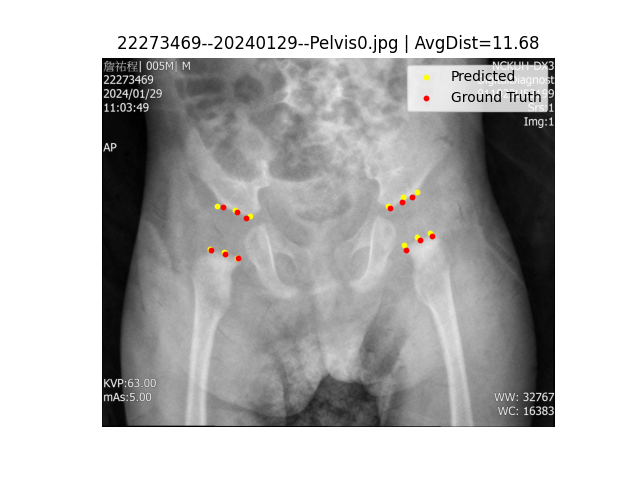 22273469--20240129--Pelvis0.jpg | AvgDist=11.68
詹祐程| 005M| M
22273469
2024/01/29
11:03:49
AP
NCKUH-DX3
Predicted
Ground Truth
Srs:1
Img:1
KVP:63.00
mAs:5.00
WW: 32767
WC: 16383